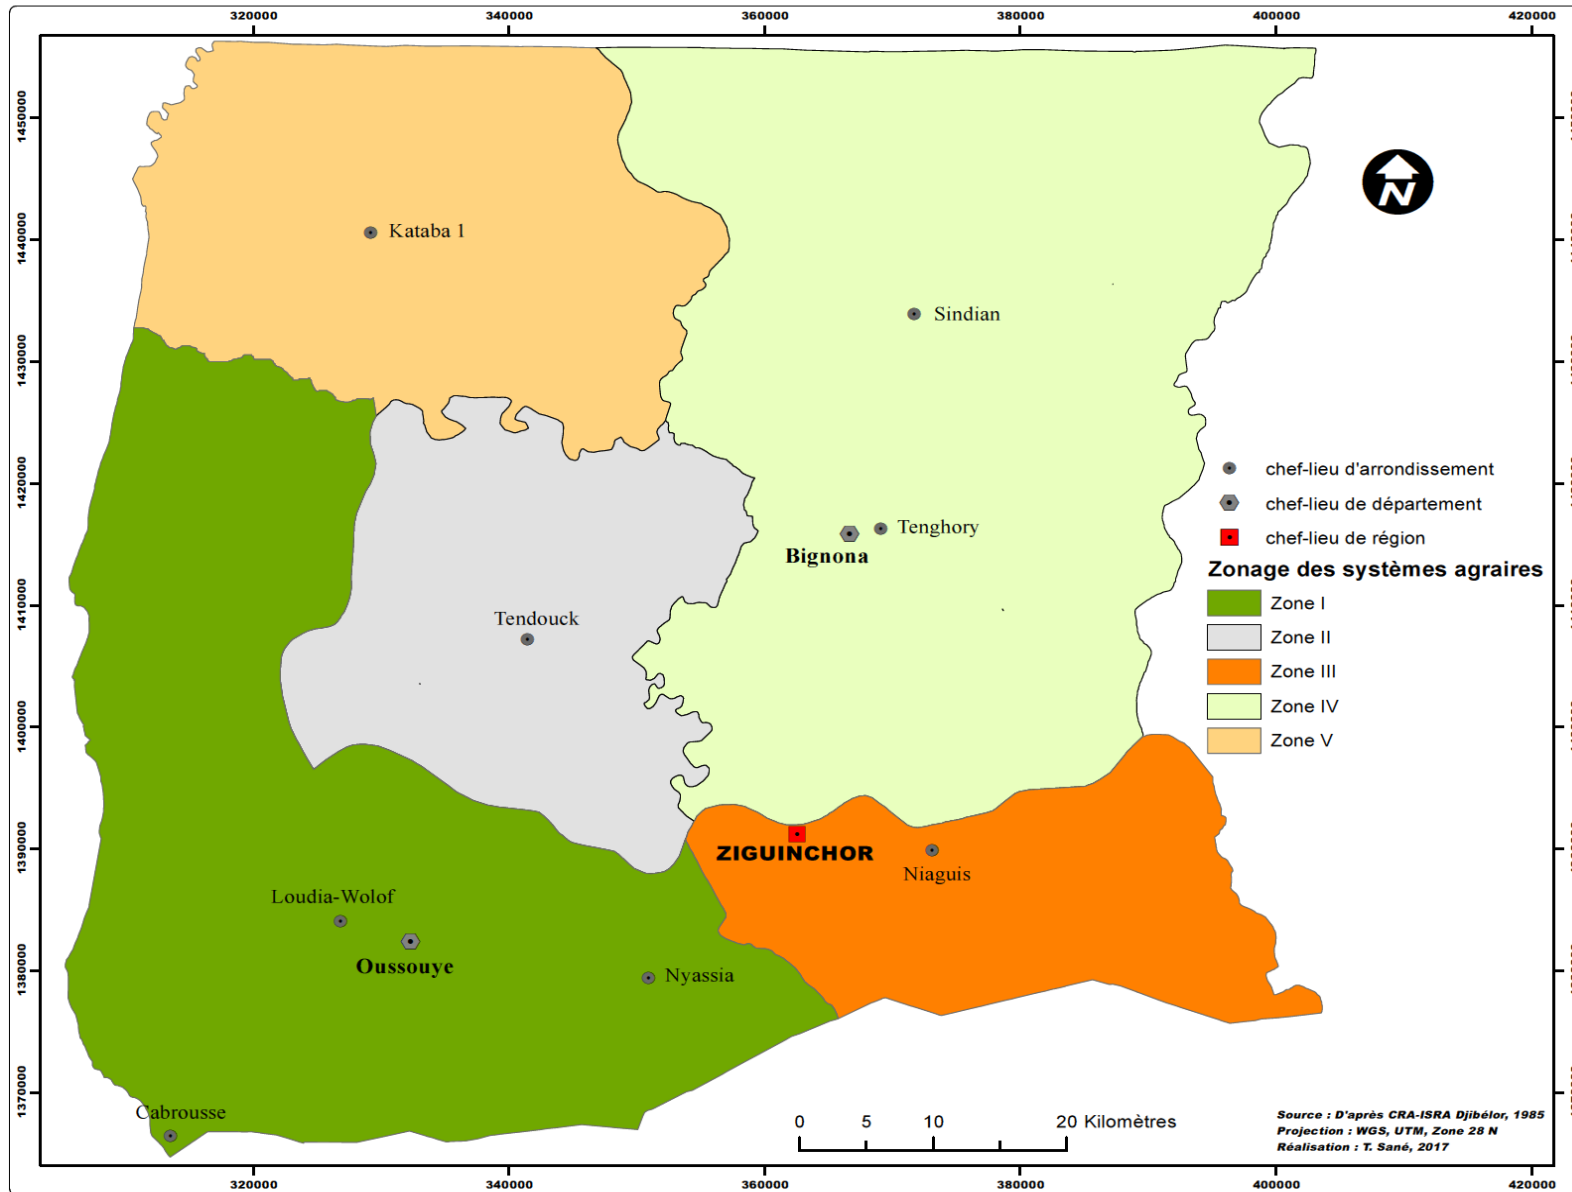 320000 340000 360000 380000 400000 420000
1450000
1440000
Kataba 1
Sindian
1430000
1420000
chef-lieu d'arrondissement
chef-lieu de département
Tenghory
Bignona
chef-lieu de région
Zonage des systèmes agraires
1410000
Zone I
Tendouck
Zone II
Zone III
Zone IV
1400000
Zone V
1390000
ZIGUINCHOR
Niaguis
Loudia-Wolof
Oussouye
Nyassia
1380000
1370000
Cabrousse
0 5 10 20 Kilomètres
Source : D'après CRA-ISRA Djibélor, 1985
Projection : WGS, UTM, Zone 28 N
Réalisation : T. Sané, 2017
N
320000 340000 360000 380000 400000 420000